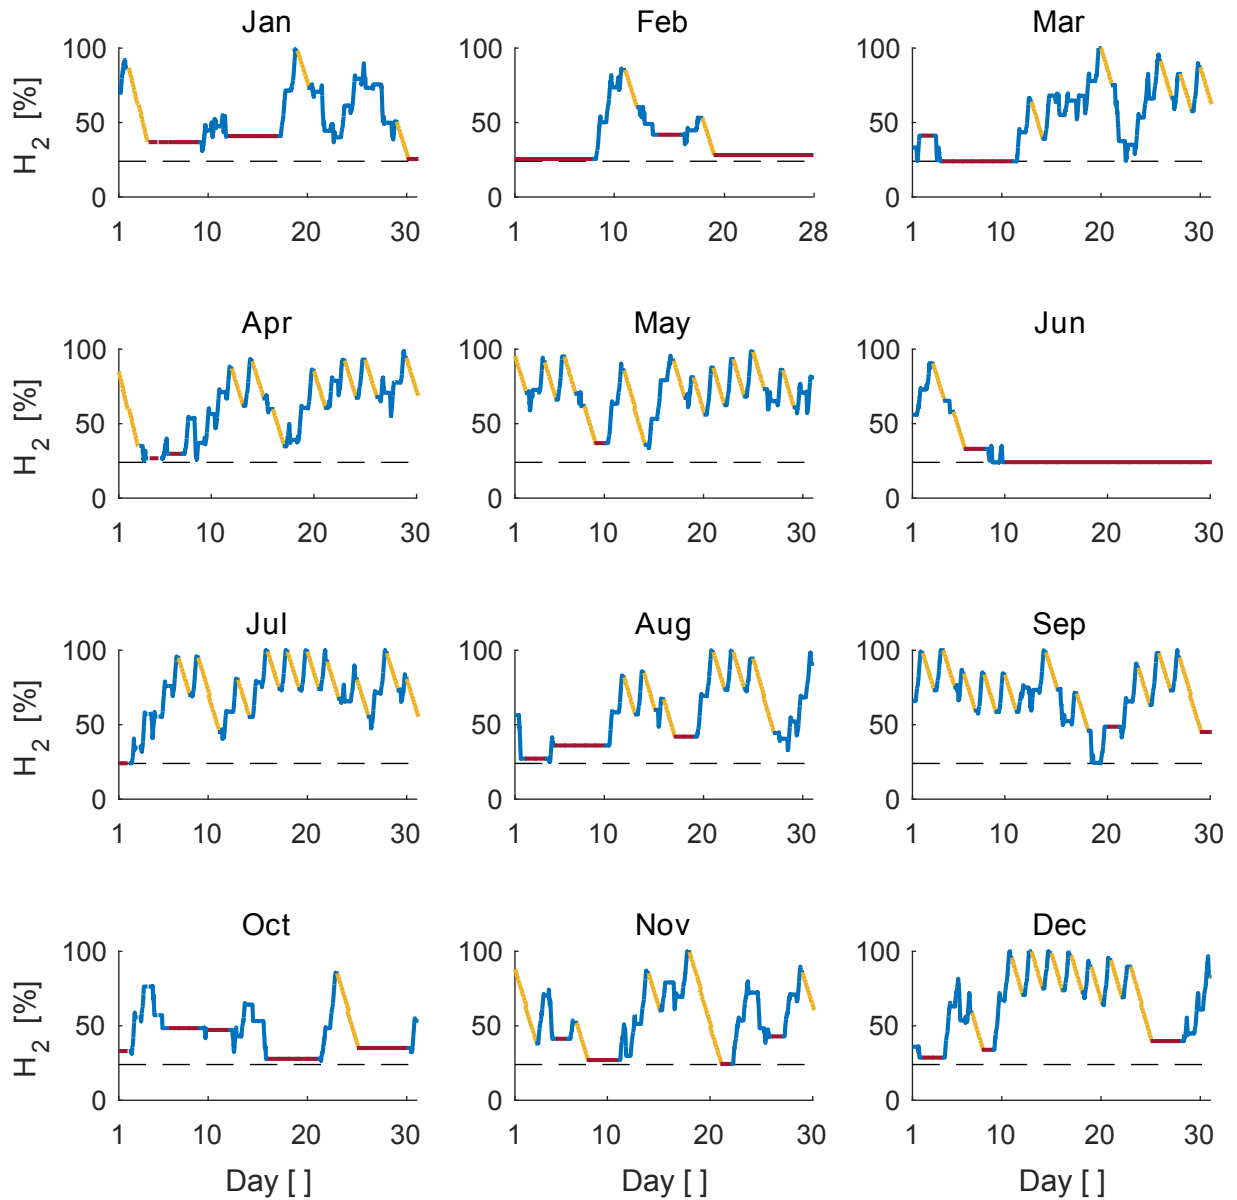 Jan Feb Mar
100 100 100
H2 [%] 50 50 50
0 0 0
1 10 20 30 1 10 20 28 1 10 20 30
Apr May Jun
100 100 100
H2 [%] 50 50 50
0 0 0
1 10 20 30 1 10 20 30 1 10 20 30
Jul Aug Sep
100 100 100
H2 [%] 50 50 50
0 0 0
1 10 20 30 1 10 20 30 1 10 20 30
Oct Nov Dec
100 100 100
H2 [%] 50 50 50
0 0 0
1 10 20 30 1 10 20 30 1 10 20 30
Day [ ] Day [ ] Day [ ]